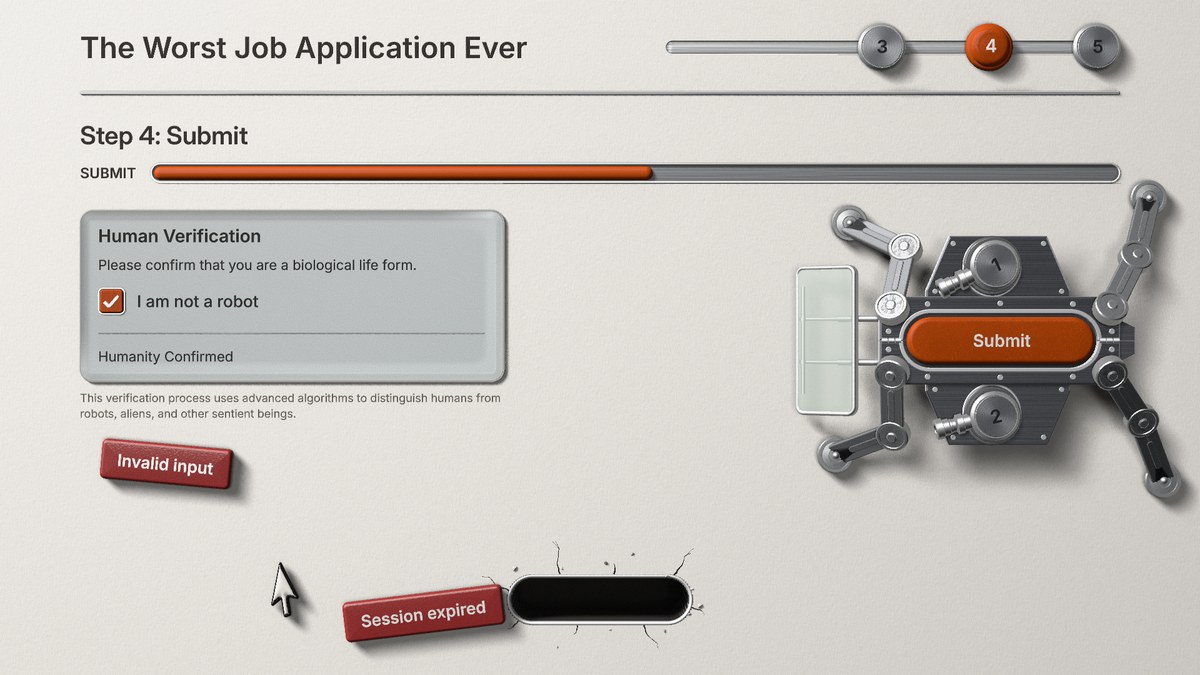 The Worst Job Application Ever
3
4
5
Step 4: Submit
SUBMIT
Human Verification
Please confirm that you are a biological life form.
I am not a robot
Humanity Confirmed
This verification process uses advanced algorithms to distinguish humans from
robots, aliens, and other sentient beings.
1
Submit
2
Invalid input
Session expired